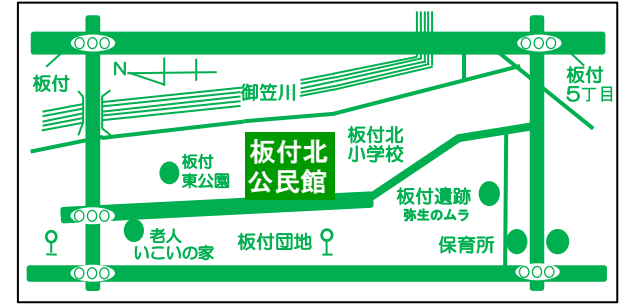 板付
N
御笠川
板付
5丁目
板付北
小学校
板付北
公民館
板付
東公園
板付遺跡
弥生のムラ
老人
いこいの家
板付団地
保育所